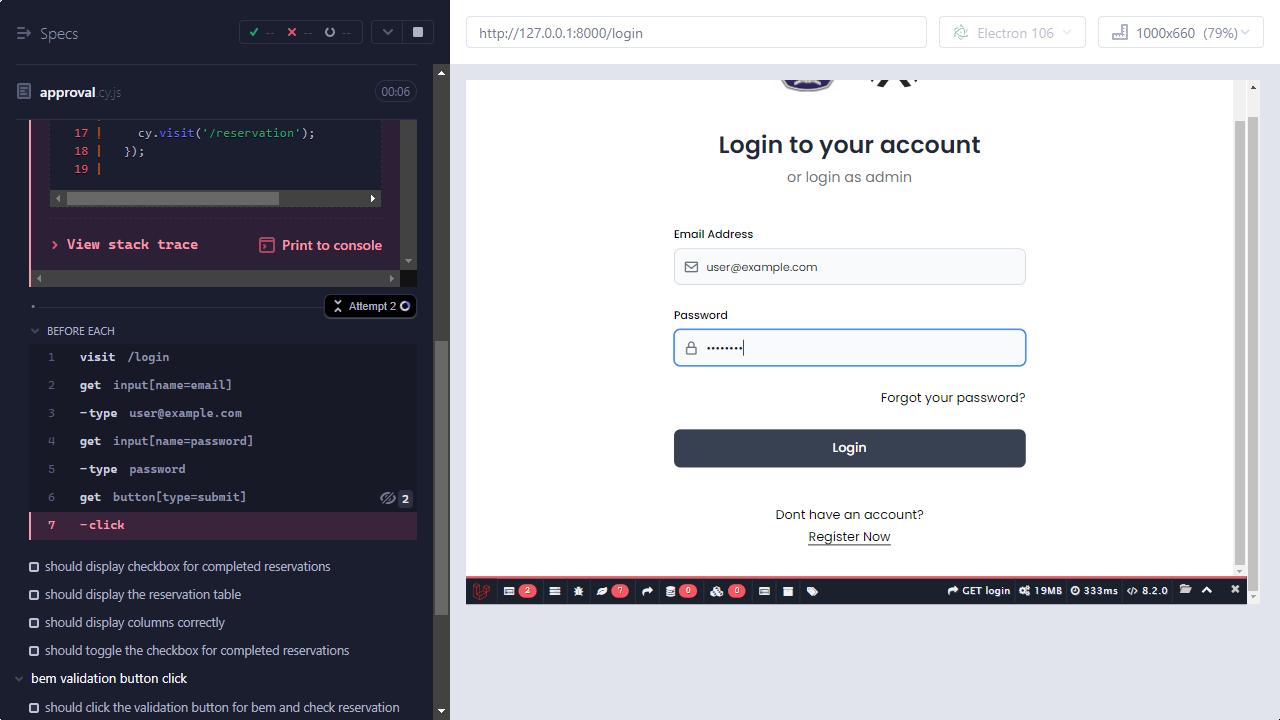 Specs
--
--
--
approval.cy.js
00:06
17 | cy.visit('/reservation');
18 | });
19 |
View stack trace
Print to console
Attempt 2
BEFORE EACH
1 visit /login
2 get input[name=email]
3 -type user@example.com
4 get input[name=password]
5 -type password
6 get button[type=submit] 2
7 -click
should display checkbox for completed reservations
should display the reservation table
should display columns correctly
should toggle the checkbox for completed reservations
bem validation button click
should click the validation button for bem and check reservation
http://127.0.0.1:8000/login
Electron 106
1000x660 (79%)
Login to your account
or login as admin
Email Address
user@example.com
Password
••••••••
Forgot your password?
Login
Dont have an account?
Register Now
2
7
0
0
GET login
19MB
333ms
8.2.0